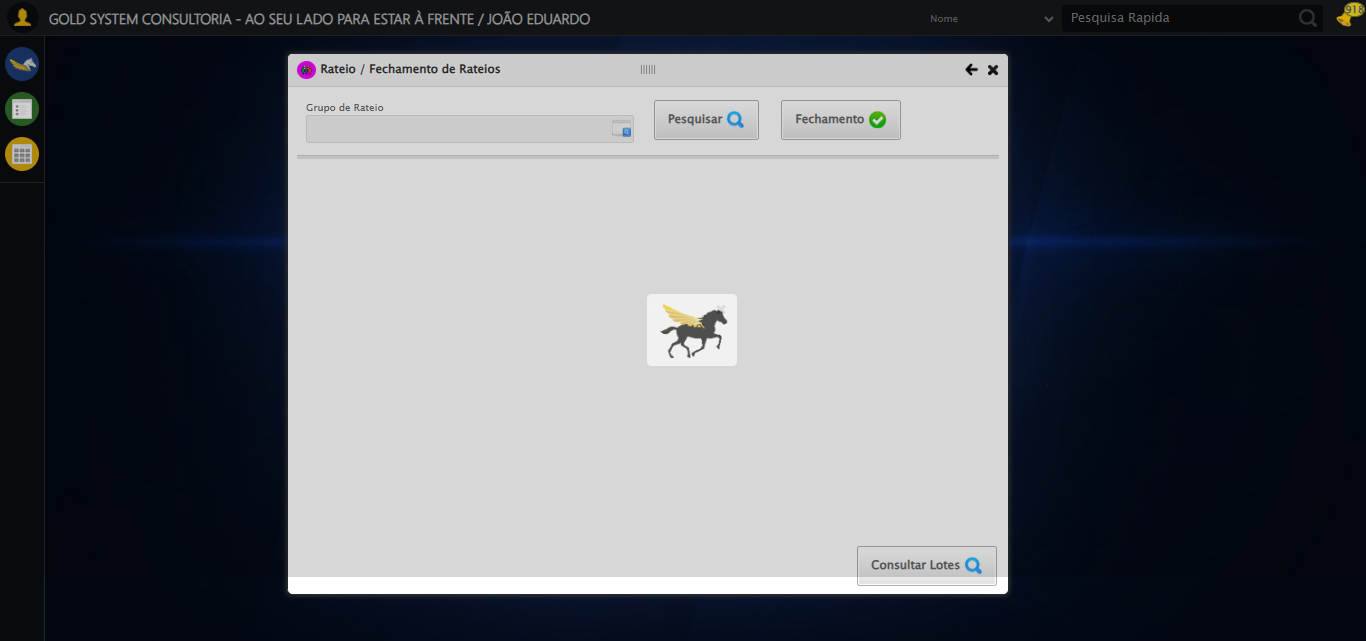 GOLD SYSTEM CONSULTORIA - AO SEU LADO PARA ESTAR À FRENTE / JOÃO EDUARDO
Nome
Pesquisa Rapida
918
Rateio / Fechamento de Rateios
Grupo de Rateio
Pesquisar
Fechamento
Consultar Lotes